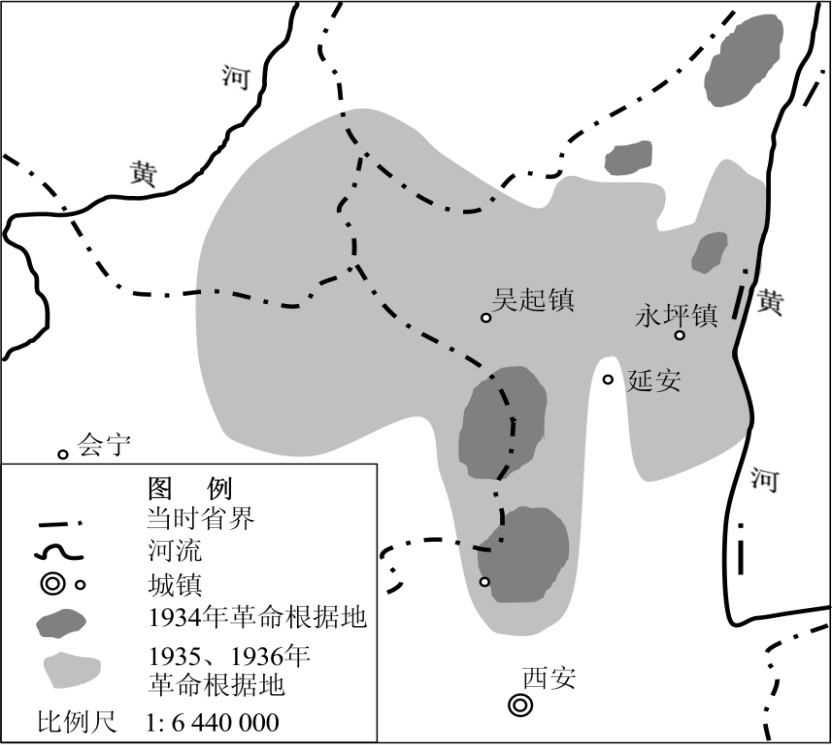 河
黄
吴起镇
永坪镇
黄
延安
会宁
河
图 例
当时省界
河流
城镇
1934年革命根据地
1935、1936年
革命根据地
比例尺 1: 6 440 000
西安